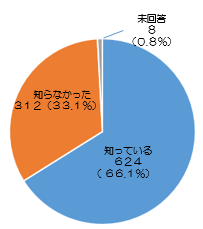 未回答
８
（0.8％）
知らなかった
３１２（３３.１％）
知っている
６２４
（ ６６.１％）